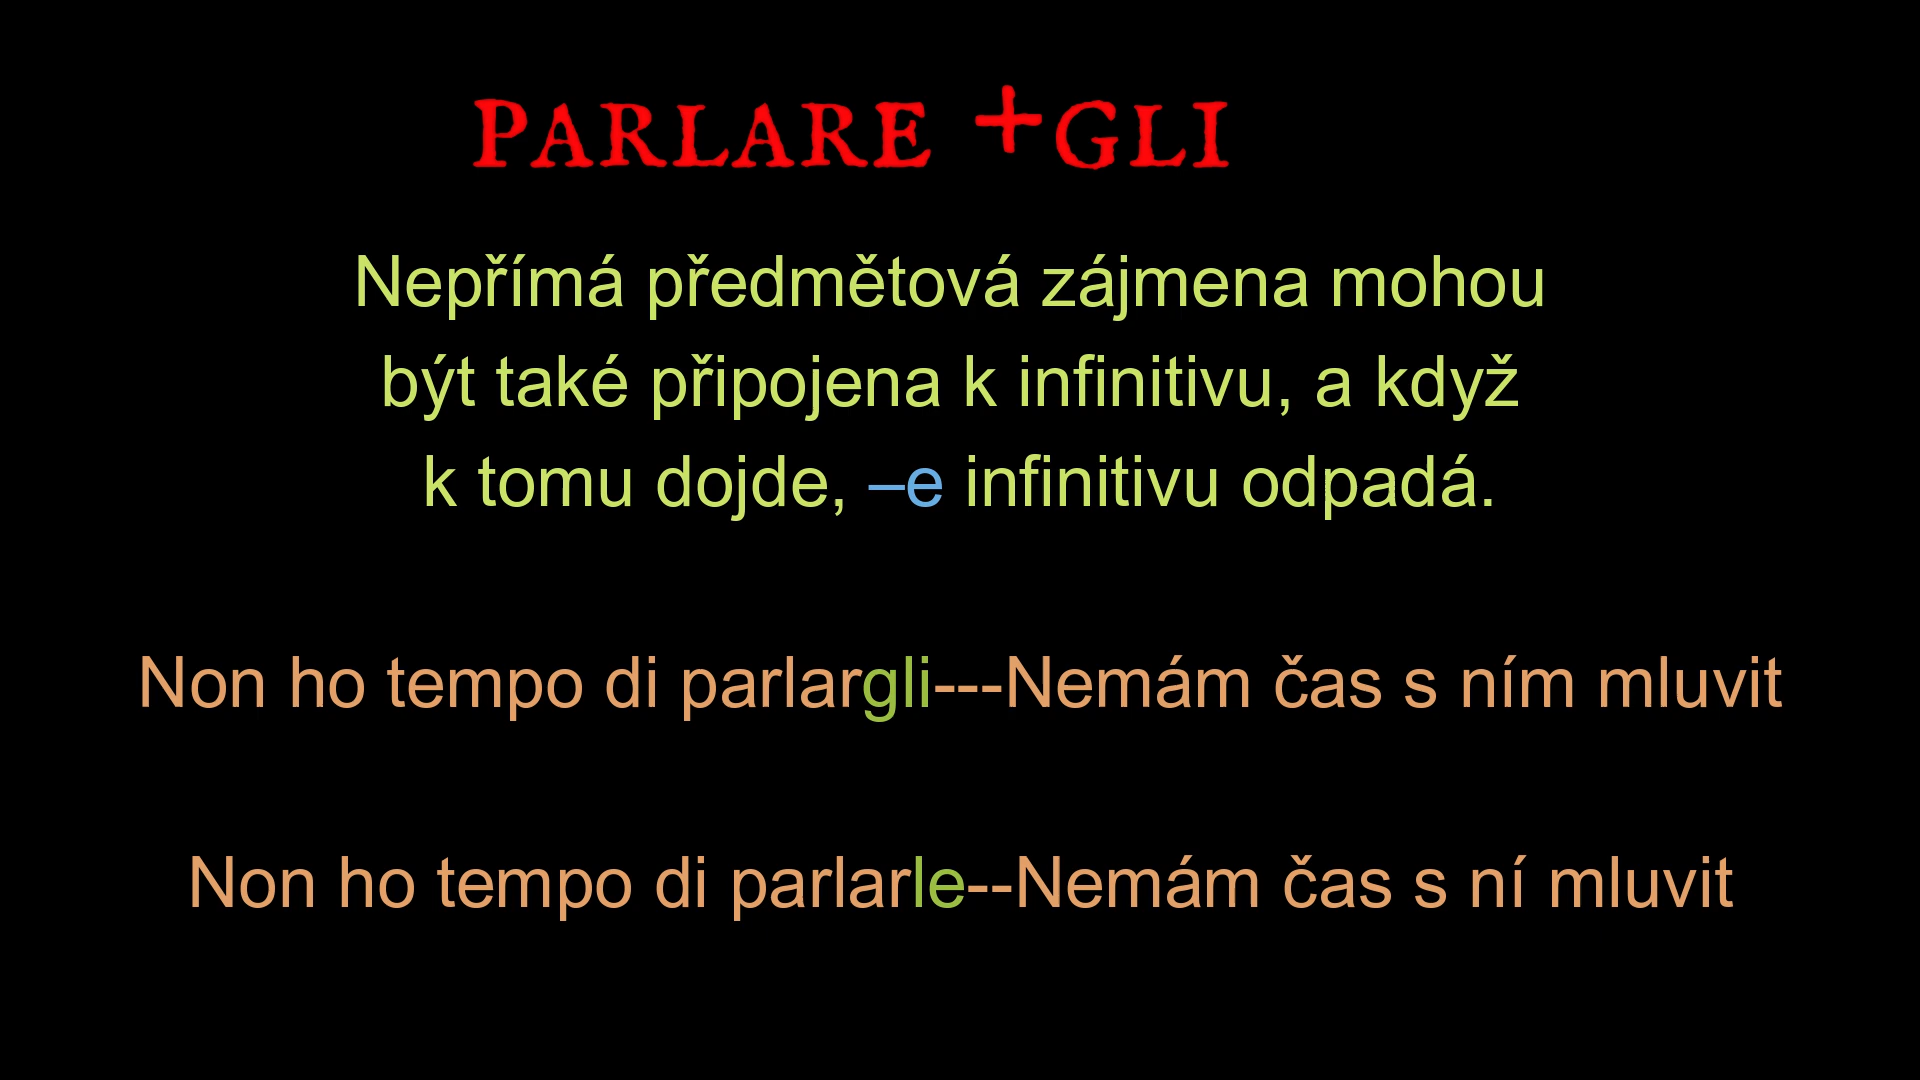 PARLARE +GLI
Nepřímá předmětová zájmena mohou
být také připojena k infinitivu, a když
k tomu dojde, –e infinitivu odpadá.
Non ho tempo di parlargli---Nemám čas s ním mluvit
Non ho tempo di parlarle--Nemám čas s ní mluvit